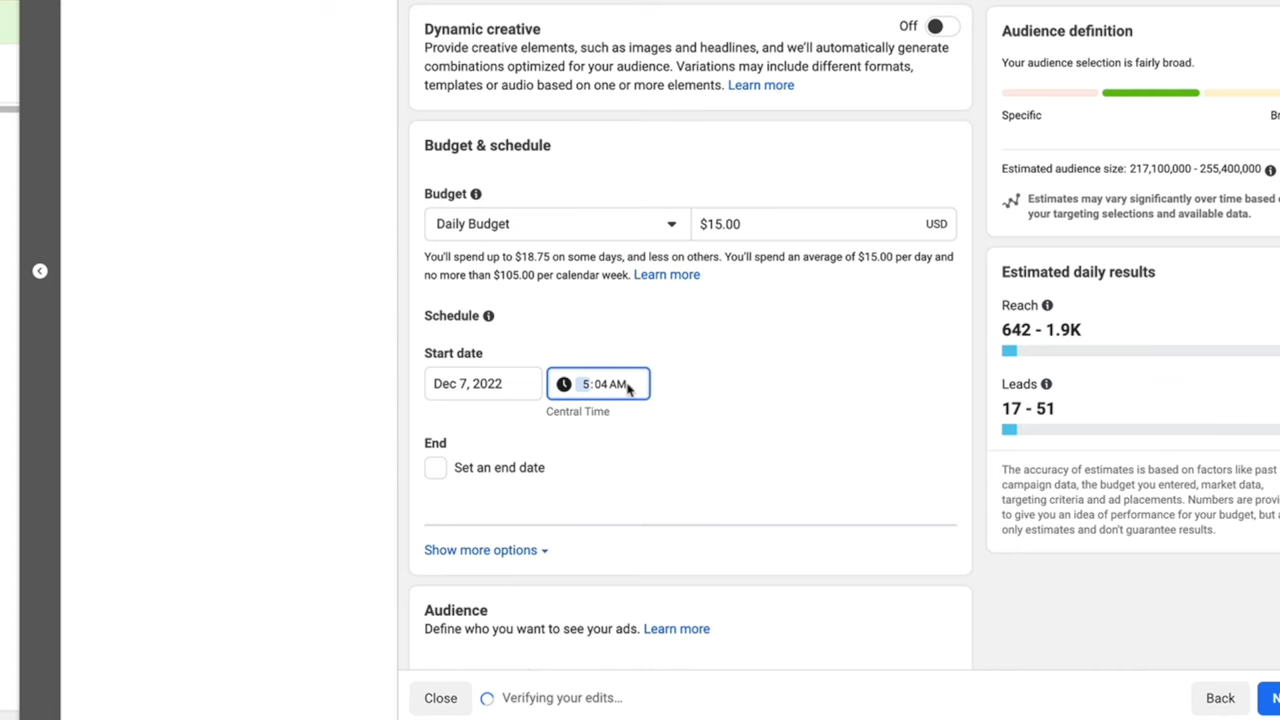 Dynamic creative
Off
Provide creative elements, such as images and headlines, and we'll automatically generate
combinations optimized for your audience. Variations may include different formats,
templates or audio based on one or more elements. Learn more
Budget & schedule
Budget
Daily Budget
$15.00
USD
You'll spend up to $18.75 on some days, and less on others. You'll spend an average of $15.00 per day and
no more than $105.00 per calendar week. Learn more
Schedule
Start date
Dec 7, 2022
5:04 AM
Central Time
End
Set an end date
Show more options
Audience
Define who you want to see your ads. Learn more
Close
Verifying your edits...
Back
N
Audience definition
Your audience selection is fairly broad.
Specific
Br
Estimated audience size: 217,100,000 - 255,400,000
Estimates may vary significantly over time based o
your targeting selections and available data.
Estimated daily results
Reach
642 - 1.9K
Leads
17 - 51
The accuracy of estimates is based on factors like past
campaign data, the budget you entered, market data,
targeting criteria and ad placements. Numbers are provi
to give you an idea of performance for your budget, but a
only estimates and don't guarantee results.